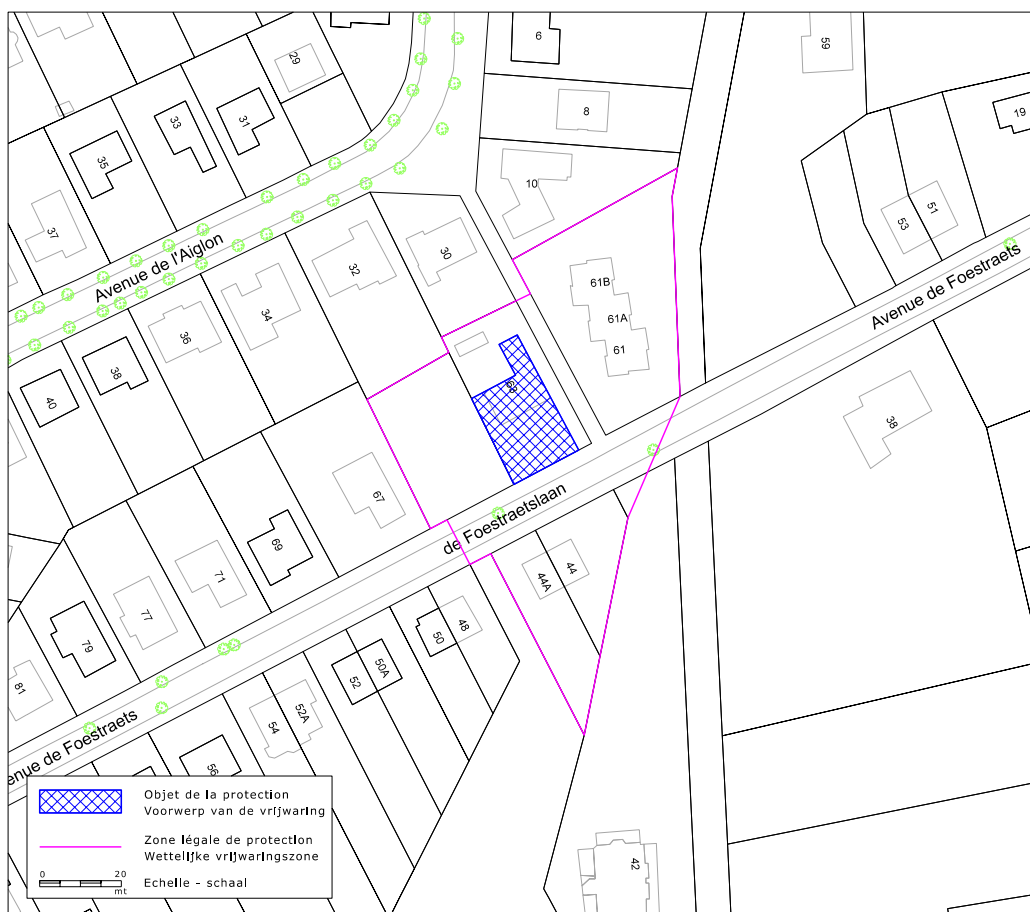 6
59
29
8
19
33
31
35
10
51
53
37
30
Avenue de l'Aiglon
32
61B
Avenue de Foestraets
34
61A
36
61
38
68
40
38
67
de Foestraetslaan
69
44
44A
71
77
48
50
79
50A
52
81
52A
54
enue de Foestraets
56
42
Objet de la protection
Voorwerp van de vrijwaring
Zone légale de protection
Wettelijke vrijwaringszone
0 20
mt
Echelle - schaal